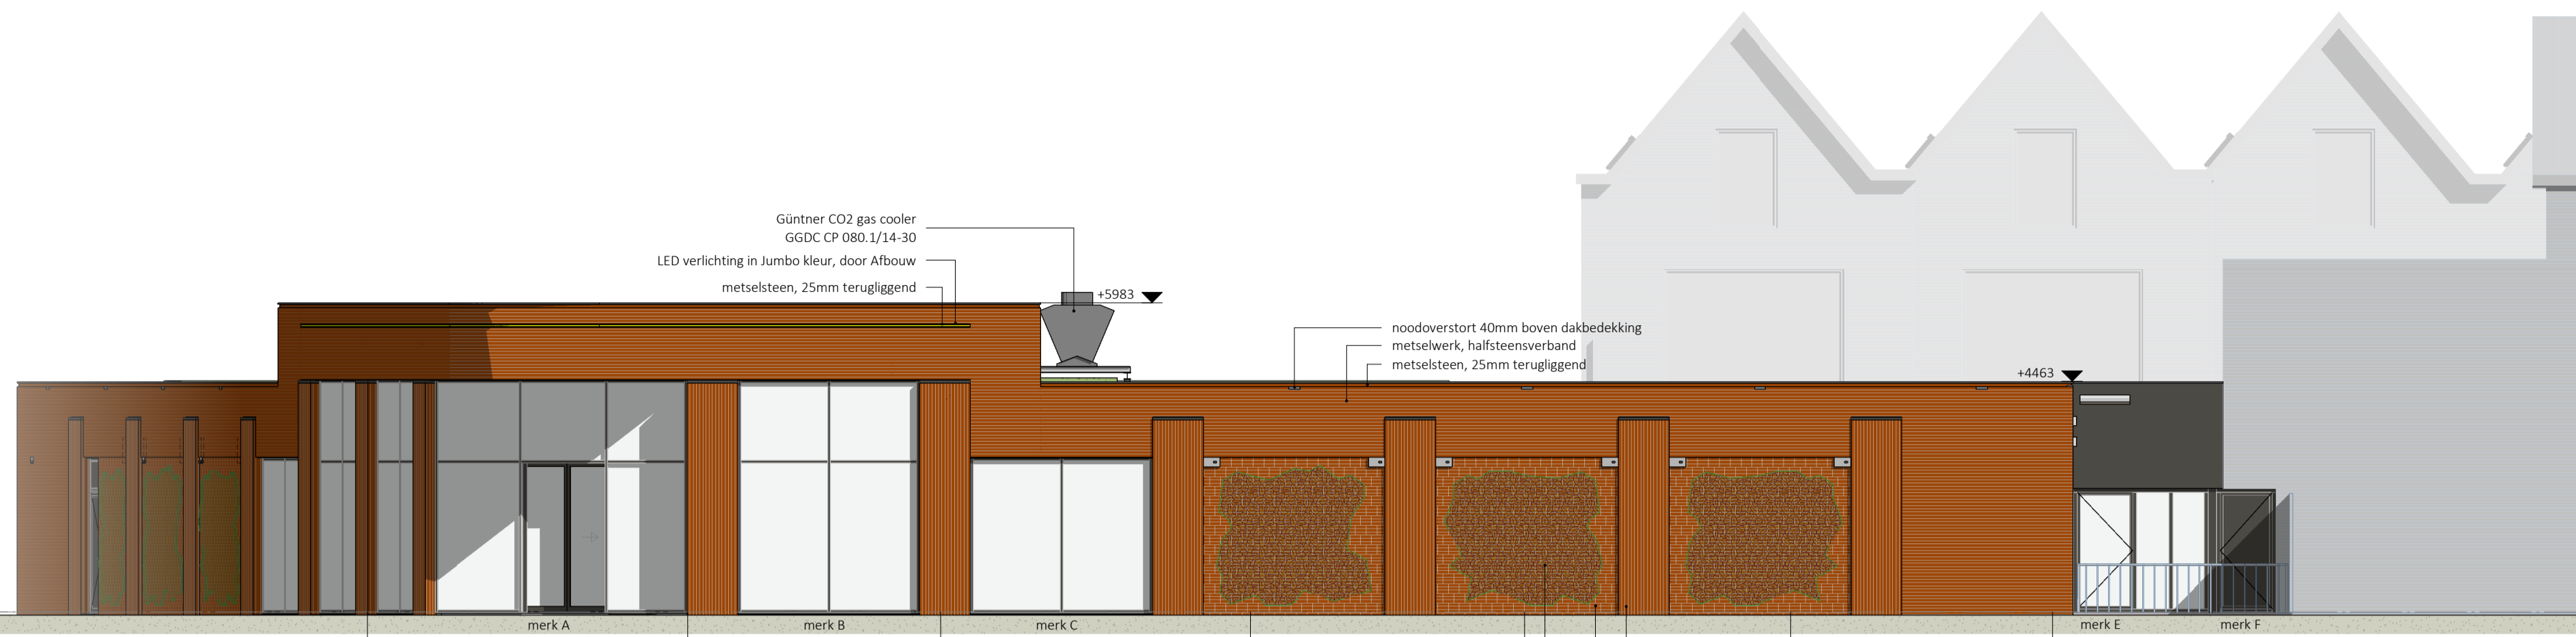 Güntner CO2 gas cooler
GGDC CP 080.1/14-30
LED verlichting in Jumbo kleur, door Afbouw
metselsteen, 25mm terugliggend
+5983
noodoverstort 40mm boven dakbedekking
metselwerk, halfsteensverband
metselsteen, 25mm terugliggend
+4463
merk A
merk B
merk C
merk E
merk F